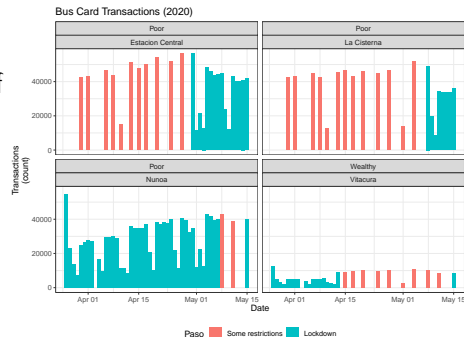 Bus Card Transactions (2020)
Poor
Poor
Estacion Central
La Cisterna
40000
20000
0
Poor
Wealthy
Nunoa
Vitacura
40000
20000
0
Transactions
(count)
Apr 01 Apr 15 May 01 May 15
Apr 01 Apr 15 May 01 May 15
Date
Paso Some restrictions Lockdown